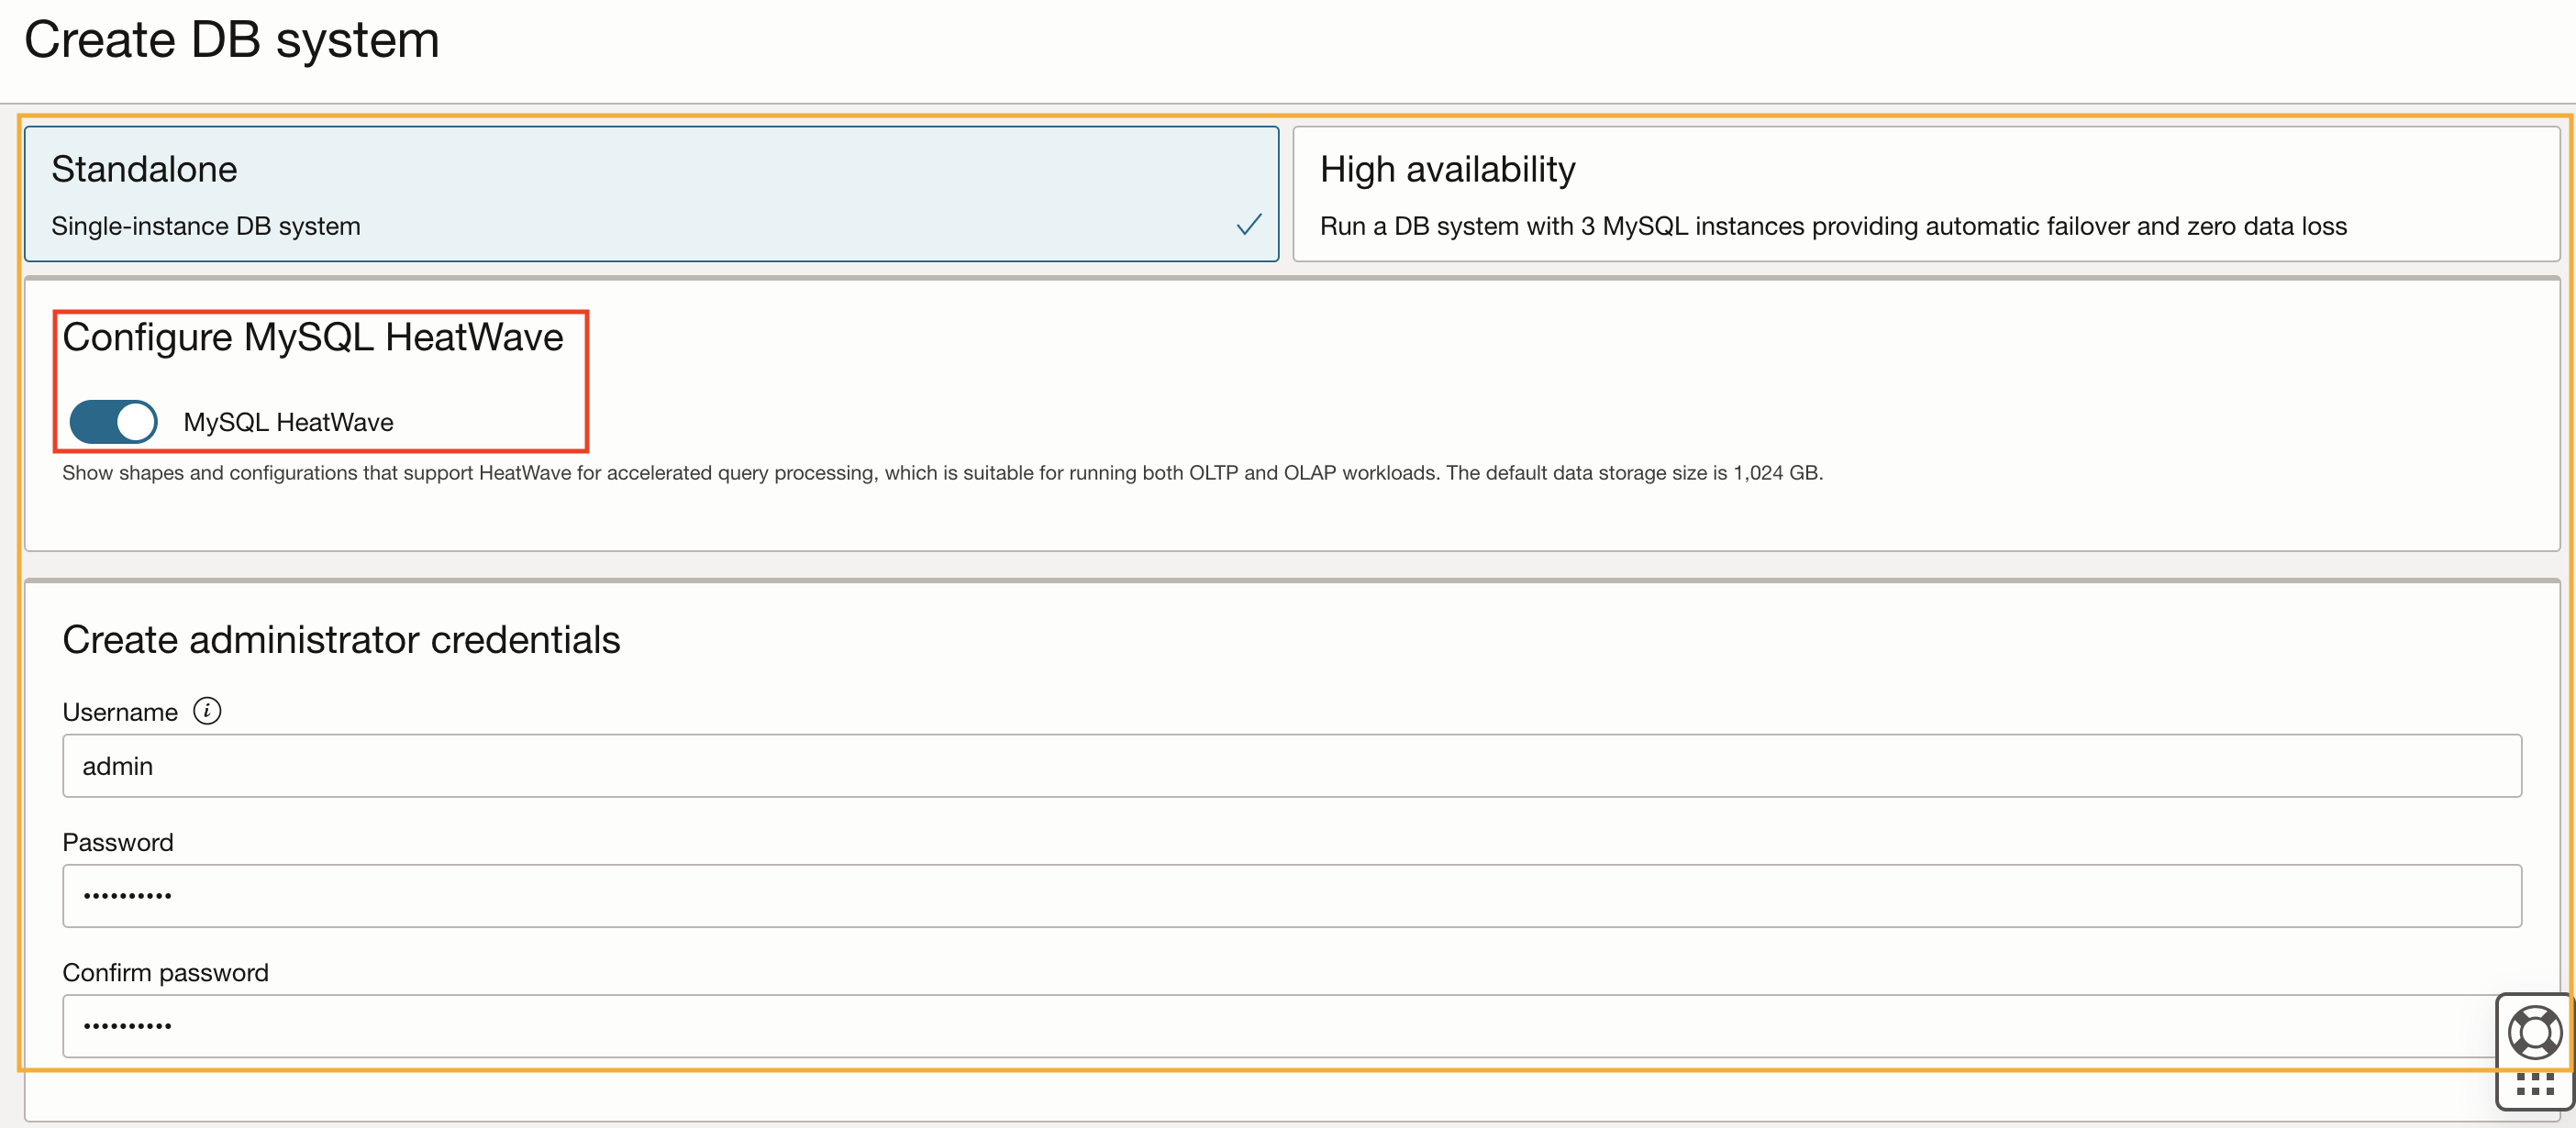 Create DB system
Standalone
Single-instance DB system
High availability
Run a DB system with 3 MySQL instances providing automatic failover and zero data loss
Configure MySQL HeatWave
MySQL HeatWave
Show shapes and configurations that support HeatWave for accelerated query processing, which is suitable for running both OLTP and OLAP workloads. The default data storage size is 1,024 GB.
Create administrator credentials
Username i
admin
Password
••••••••••
Confirm password
••••••••••